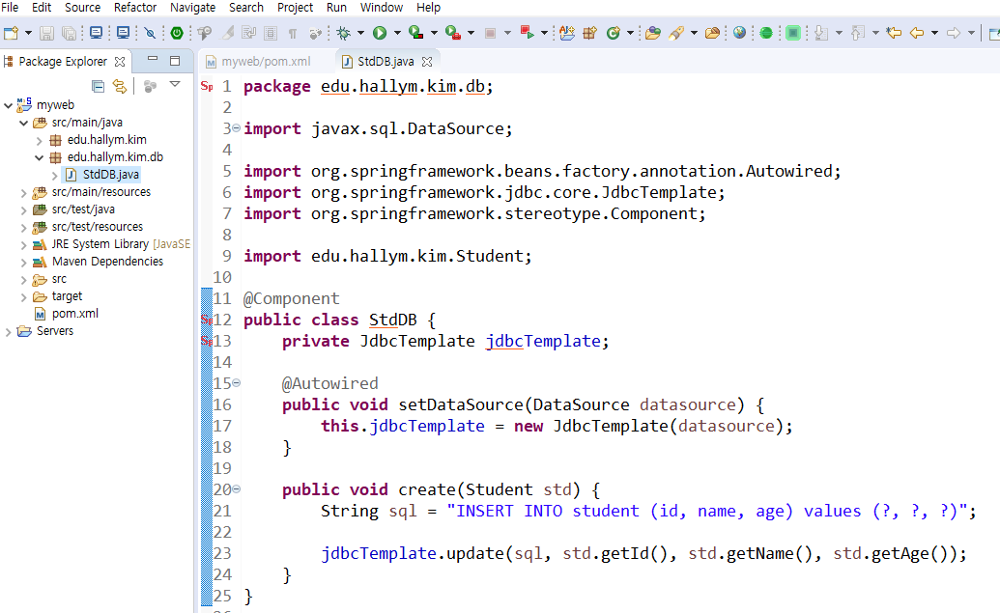 File Edit Source Refactor Navigate Search Project Run Window Help
Package Explorer
myweb/pom.xml
StdDB.java
myweb
src/main/java
edu.hallym.kim
edu.hallym.kim.db
StdDB.java
src/main/resources
src/test/java
src/test/resources
JRE System Library [JavaSE
Maven Dependencies
src
target
pom.xml
Servers
1 package edu.hallym.kim.db;
2
3 import javax.sql.DataSource;
4
5 import org.springframework.beans.factory.annotation.Autowired;
6 import org.springframework.jdbc.core.JdbcTemplate;
7 import org.springframework.stereotype.Component;
8
9 import edu.hallym.kim.Student;
10
11 @Component
12 public class StdDB {
13 private JdbcTemplate jdbcTemplate;
14
15 @Autowired
16 public void setDataSource(DataSource datasource) {
17 this.jdbcTemplate = new JdbcTemplate(datasource);
18 }
19
20 public void create(Student std) {
21 String sql = "INSERT INTO student (id, name, age) values (?, ?, ?)";
22
23 jdbcTemplate.update(sql, std.getId(), std.getName(), std.getAge());
24 }
25 }